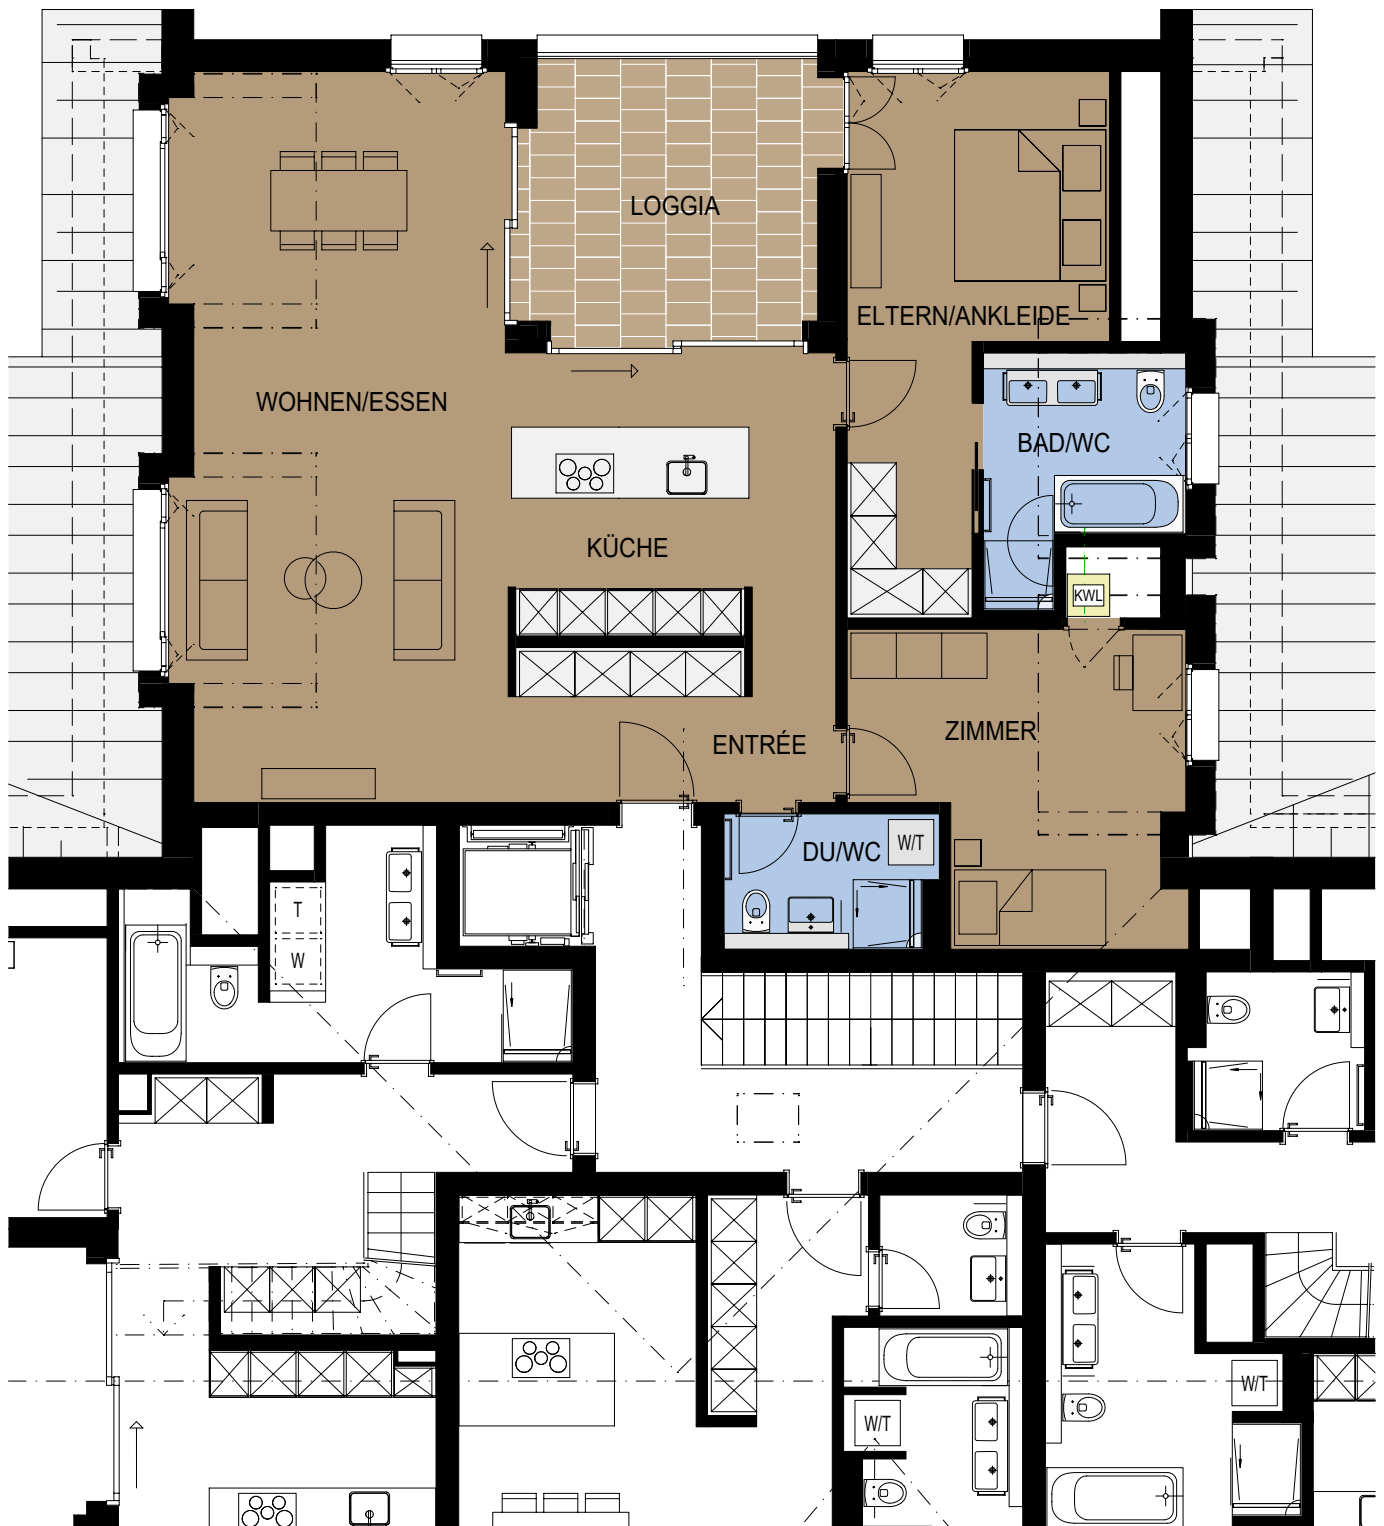 LOGGIA
ELTERN/ANKLEIDE
WOHNEN/ESSEN
BAD/WC
KÜCHE
KWL
ZIMMER
ENTRÉE
DU/WC
W/T
T
W
W/T
W/T